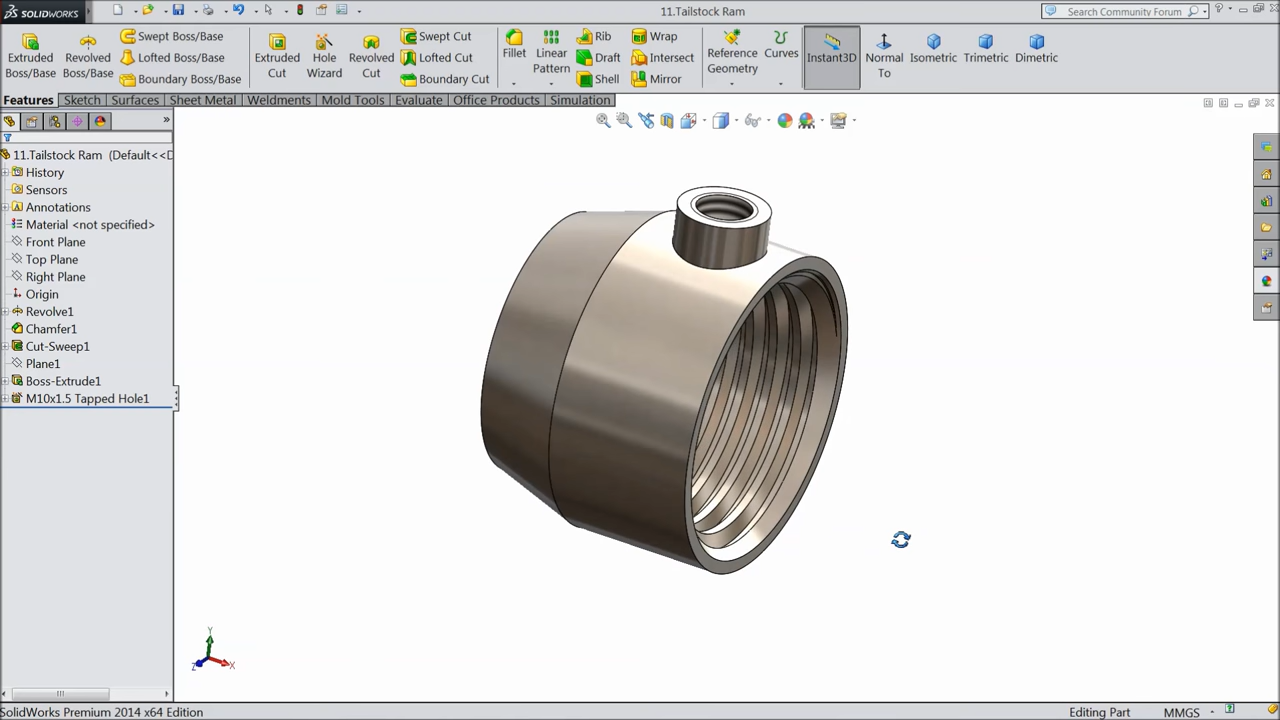 SOLIDWORKS
11.Tailstock Ram
Search Community Forum
Extruded Boss/Base
Revolved Boss/Base
Swept Boss/Base
Lofted Boss/Base
Boundary Boss/Base
Extruded Cut
Hole Wizard
Revolved Cut
Swept Cut
Lofted Cut
Boundary Cut
Fillet
Linear Pattern
Rib
Draft
Shell
Wrap
Intersect
Mirror
Reference Geometry
Curves
Instant3D
Normal To
Isometric
Trimetric
Dimetric
Features
Sketch
Surfaces
Sheet Metal
Weldments
Mold Tools
Evaluate
Office Products
Simulation
11.Tailstock Ram (Default<<D
History
Sensors
Annotations
Material <not specified>
Front Plane
Top Plane
Right Plane
Origin
Revolve1
Chamfer1
Cut-Sweep1
Plane1
Boss-Extrude1
M10x1.5 Tapped Hole1
Y
Z
X
SolidWorks Premium 2014 x64 Edition
Editing Part
MMGS